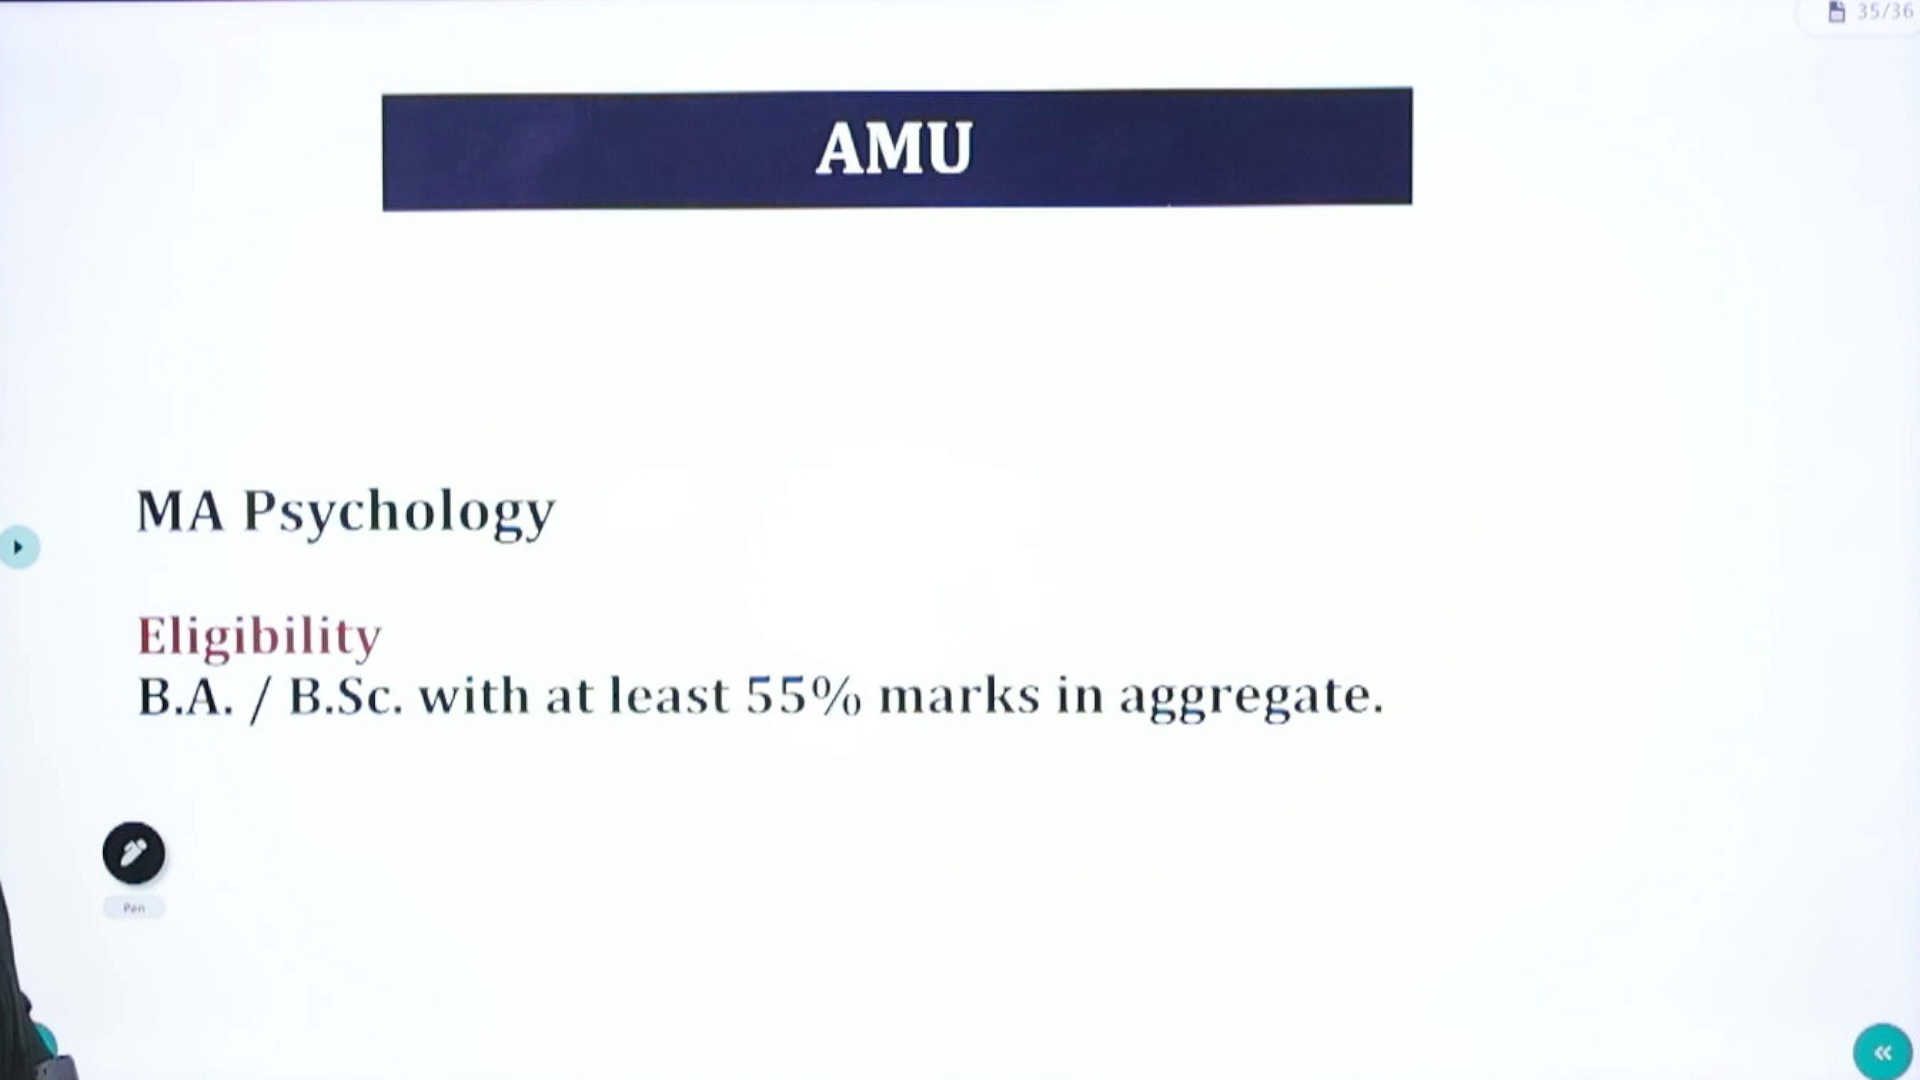 35/36
AMU
MA Psychology
Eligibility
B.A. / B.Sc. with at least 55% marks in aggregate.
Pen